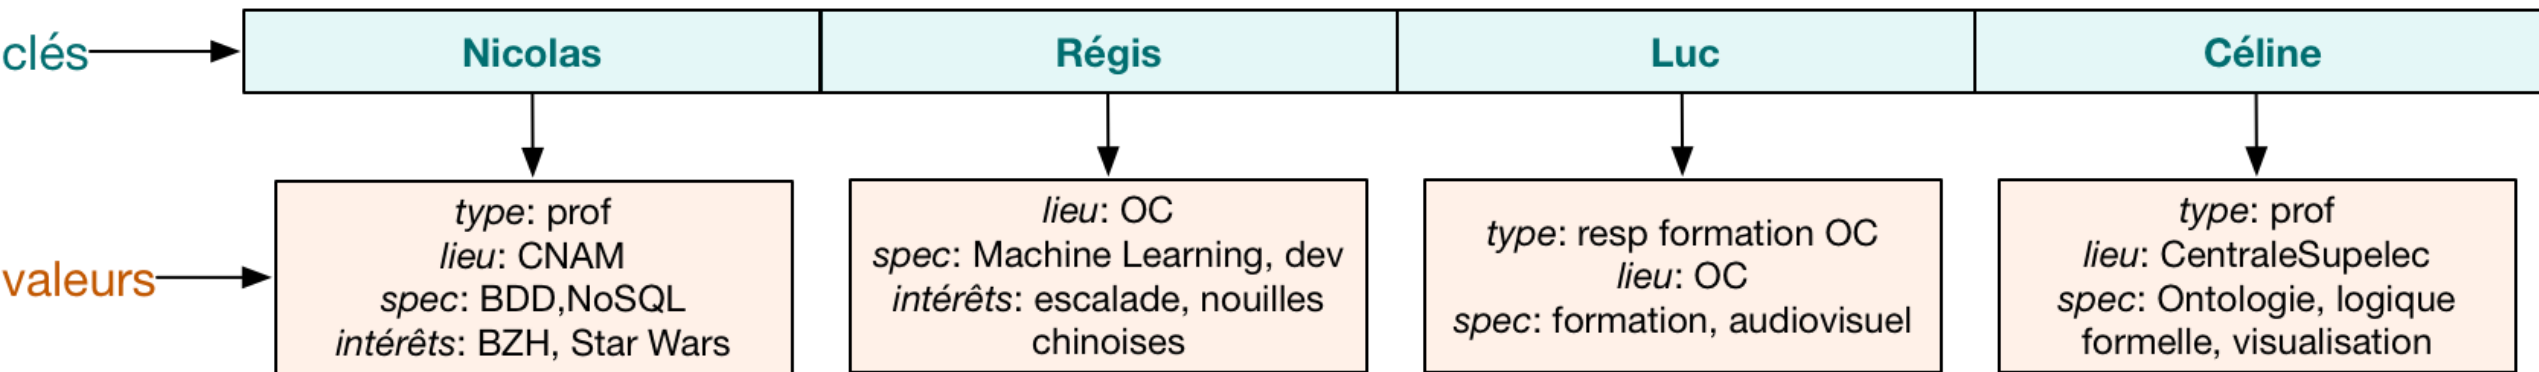 clés
Nicolas
Régis
Luc
Céline
valeurs
type: prof
lieu: CNAM
spec: BDD,NoSQL
intérêts: BZH, Star Wars
lieu: OC
spec: Machine Learning, dev
intérêts: escalade, nouilles
chinoises
type: resp formation OC
lieu: OC
spec: formation, audiovisuel
type: prof
lieu: CentraleSupelec
spec: Ontologie, logique
formelle, visualisation